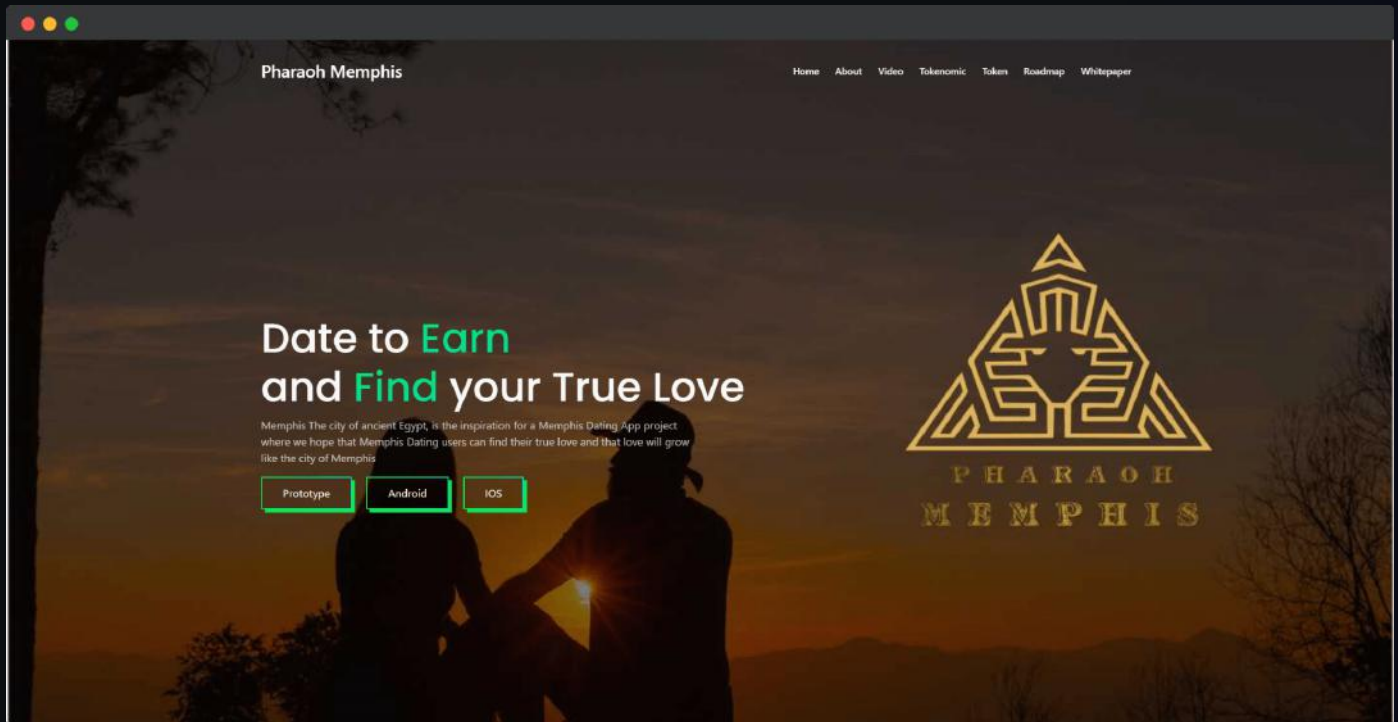 Pharaoh Memphis
Home About Video Tokenomic Token Roadmap Whitepaper
Date to Earn
and Find your True Love
Memphis The city of ancient Egypt, is the inspiration for a Memphis Dating App project
where we hope that Memphis Dating users can find their true love and that love will grow
like the city of Memphis
Prototype Android IOS
PHARAOH
MEMPHIS